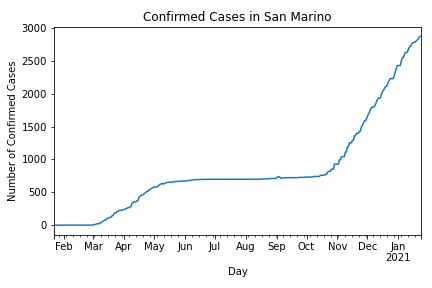 Confirmed Cases in San Marino
Number of Confirmed Cases
3000
2500
2000
1500
1000
500
0
Feb Mar Apr May Jun Jul Aug Sep Oct Nov Dec Jan
2021
Day